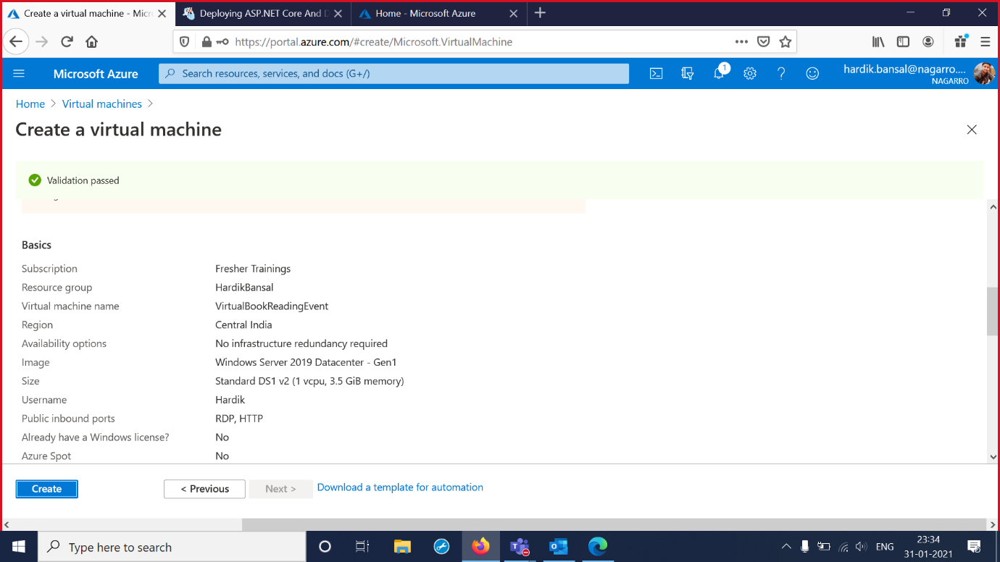 Create a virtual machine - Micr
Deploying ASP.NET Core And D
Home - Microsoft Azure
https://portal.azure.com/#create/Microsoft.VirtualMachine
Microsoft Azure
Search resources, services, and docs (G+/)
1
hardik.bansal@nagarro....
NAGARRO
Home > Virtual machines >
Create a virtual machine
Validation passed
Basics
Subscription Fresher Trainings
Resource group HardikBansal
Virtual machine name VirtualBookReadingEvent
Region Central India
Availability options No infrastructure redundancy required
Image Windows Server 2019 Datacenter - Gen1
Size Standard DS1 v2 (1 vcpu, 3.5 GiB memory)
Username Hardik
Public inbound ports RDP, HTTP
Already have a Windows license? No
Azure Spot No
Create < Previous Next > Download a template for automation
Type here to search
ENG
23:34
31-01-2021